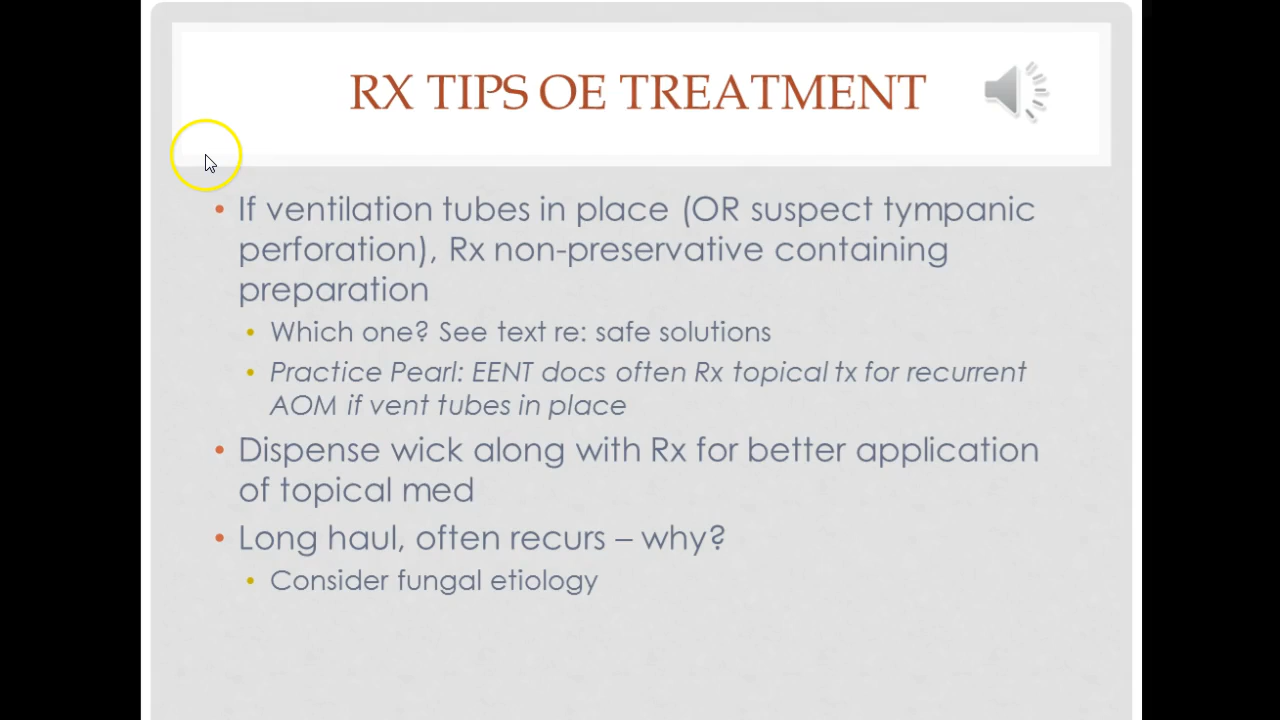 RX TIPS OE TREATMENT
• If ventilation tubes in place (OR suspect tympanic
perforation), Rx non-preservative containing
preparation
• Which one? See text re: safe solutions
• Practice Pearl: EENT docs often Rx topical tx for recurrent
AOM if vent tubes in place
• Dispense wick along with Rx for better application
of topical med
• Long haul, often recurs – why?
• Consider fungal etiology